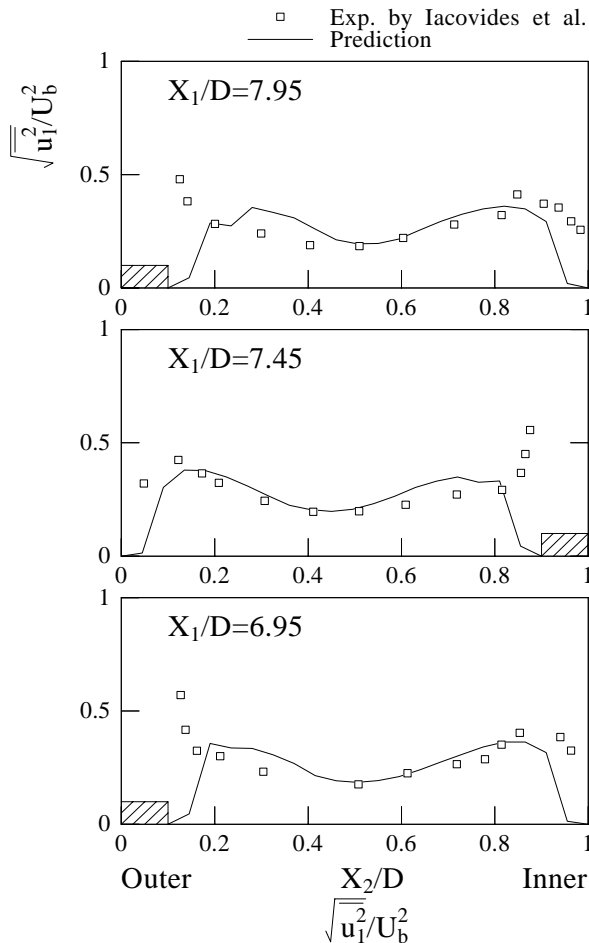 Exp. by Iacovides et al.
Prediction
1
√u₁²/U_b²
X₁/D=7.95
0.5
0
0 0.2 0.4 0.6 0.8 1
1
X₁/D=7.45
0.5
0
0 0.2 0.4 0.6 0.8 1
1
X₁/D=6.95
0.5
0
0 0.2 0.4 0.6 0.8 1
Outer X₂/D Inner
√u₁²/U_b²